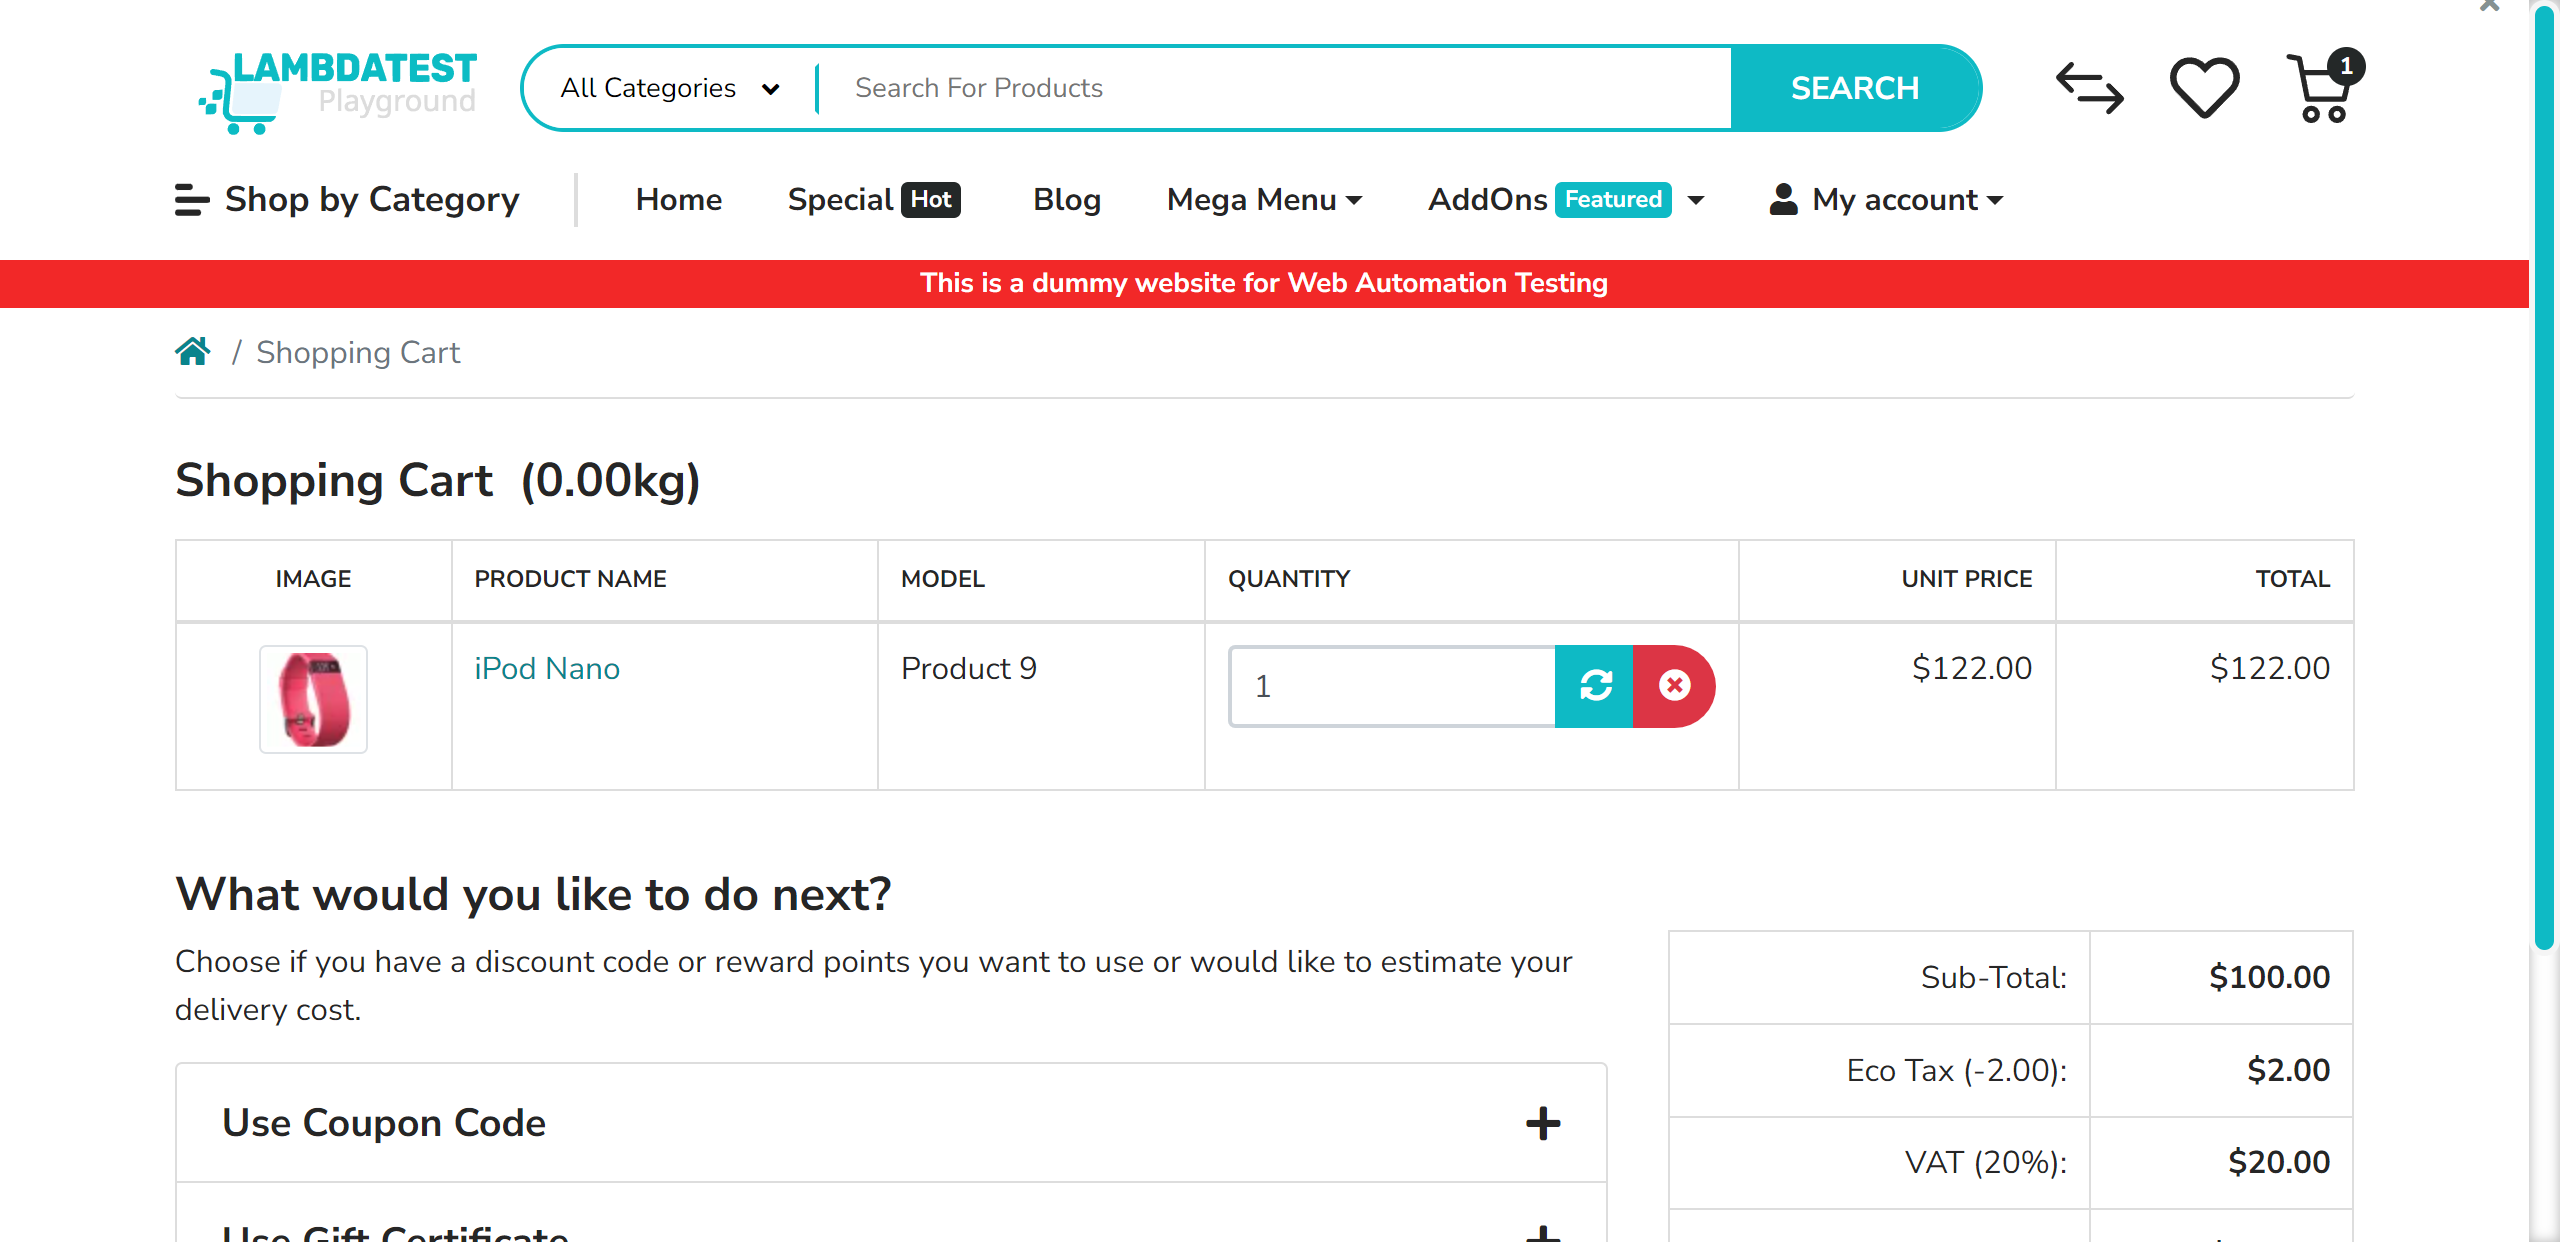 LAMBDATEST
Playground
All Categories
Search For Products
SEARCH
1
Shop by Category
Home
Special Hot
Blog
Mega Menu
AddOns Featured
My account
This is a dummy website for Web Automation Testing
/ Shopping Cart
Shopping Cart (0.00kg)
IMAGE PRODUCT NAME MODEL QUANTITY UNIT PRICE TOTAL
iPod Nano Product 9 1 $122.00 $122.00
What would you like to do next?
Choose if you have a discount code or reward points you want to use or would like to estimate your
delivery cost.
Use Coupon Code
Use Gift Certificate
Sub-Total: $100.00
Eco Tax (-2.00): $2.00
VAT (20%): $20.00